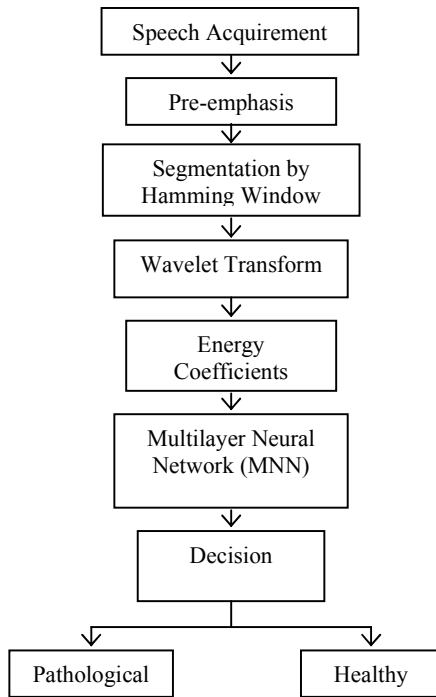 Speech Acquirement
Pre-emphasis
Segmentation by
Hamming Window
Wavelet Transform
Energy
Coefficients
Multilayer Neural
Network (MNN)
Decision
Pathological
Healthy